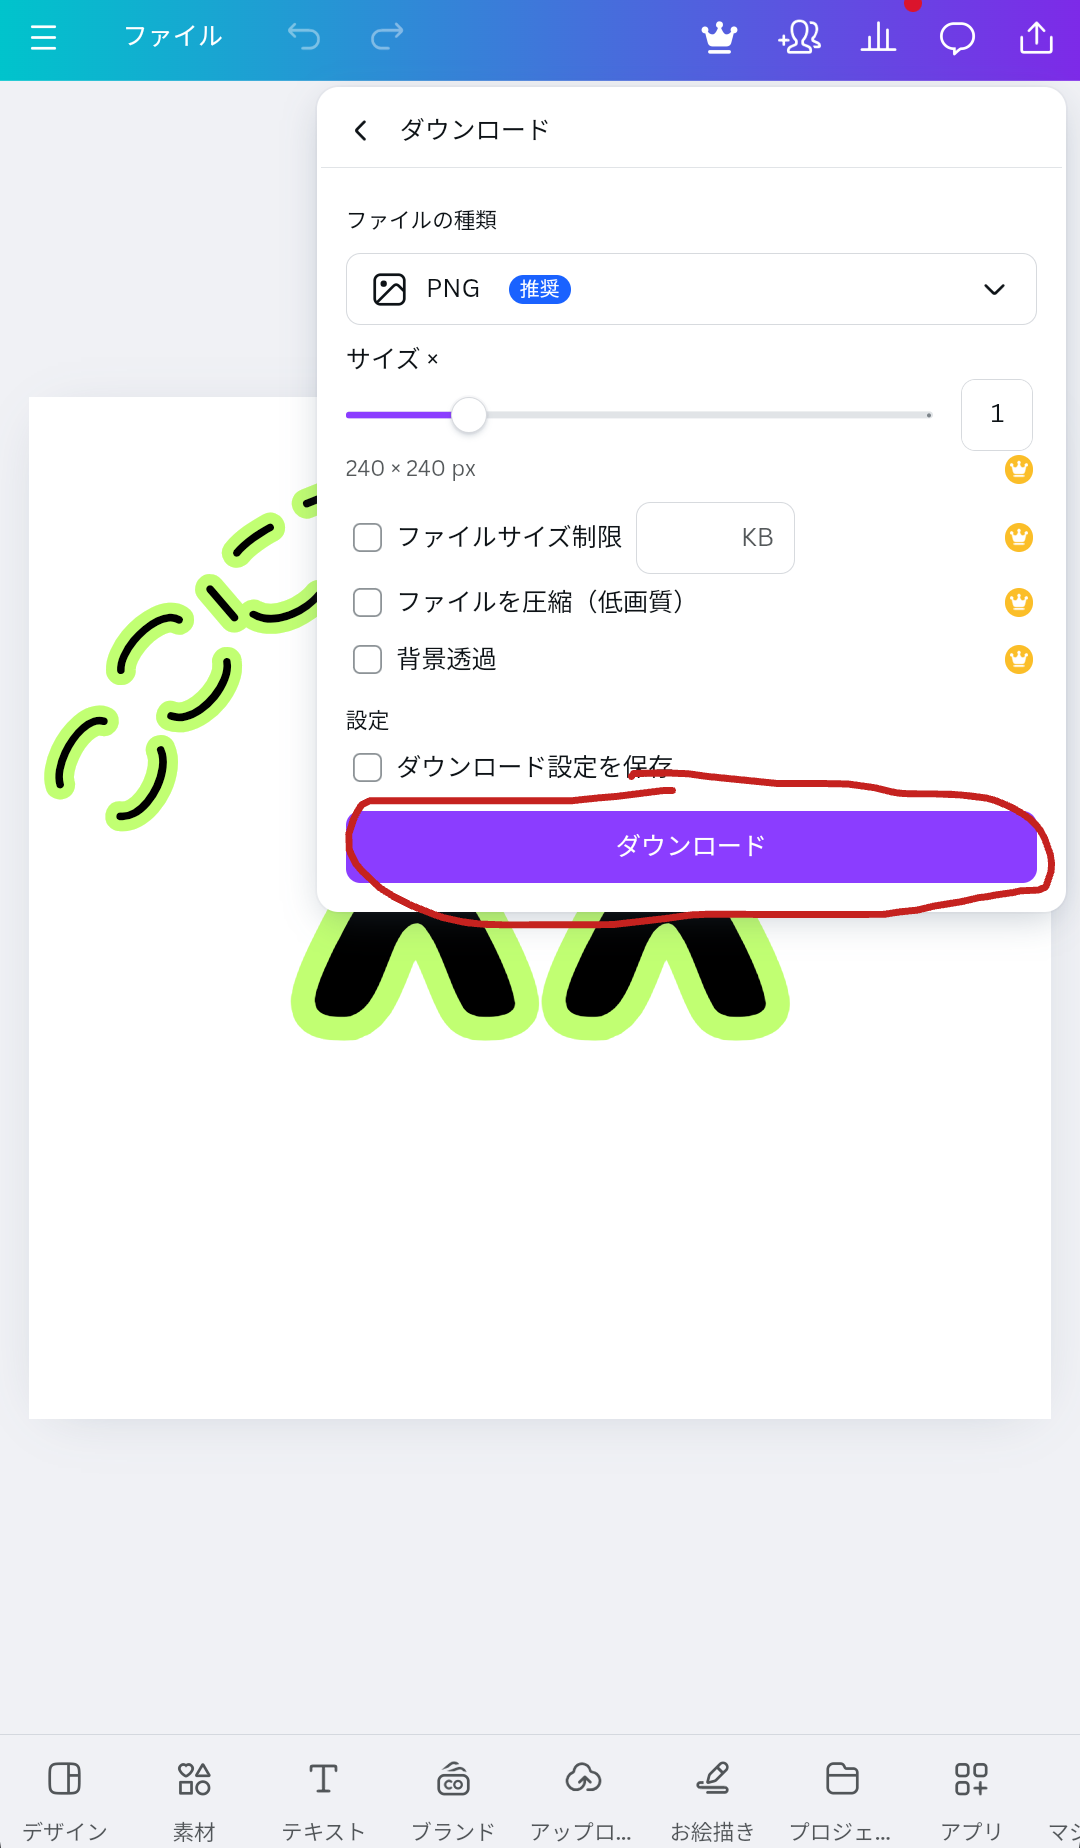 ファイル
ダウンロード
ファイルの種類
PNG 推奨
サイズ ×
1
240 × 240 px
ファイルサイズ制限 KB
ファイルを圧縮（低画質）
背景透過
設定
ダウンロード設定を保存
ダウンロード
デザイン 素材 テキスト ブランド アップロ... お絵描き プロジェ... アプリ マジ